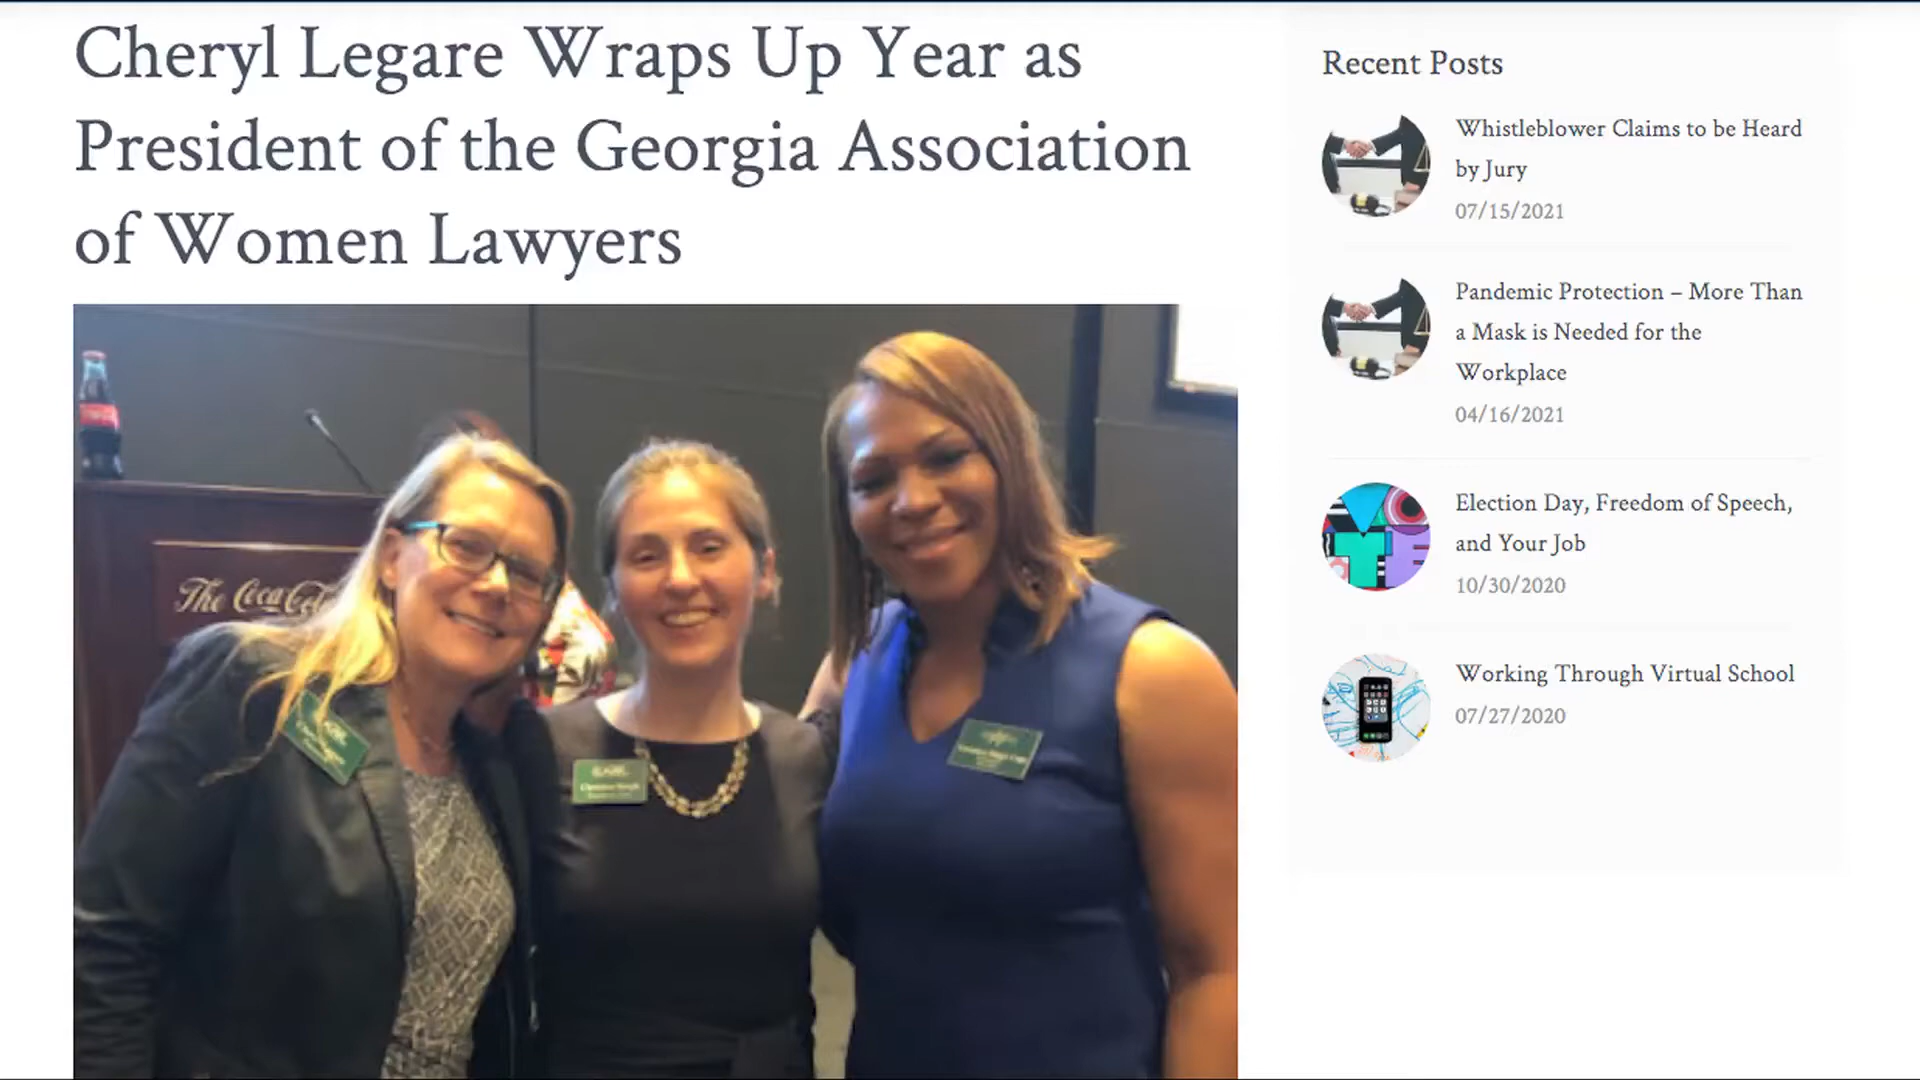 Cheryl Legare Wraps Up Year as
President of the Georgia Association
of Women Lawyers
The Coca-Cola
Recent Posts
Whistleblower Claims to be Heard
by Jury
07/15/2021
Pandemic Protection – More Than
a Mask is Needed for the
Workplace
04/16/2021
Election Day, Freedom of Speech,
and Your Job
10/30/2020
Working Through Virtual School
07/27/2020